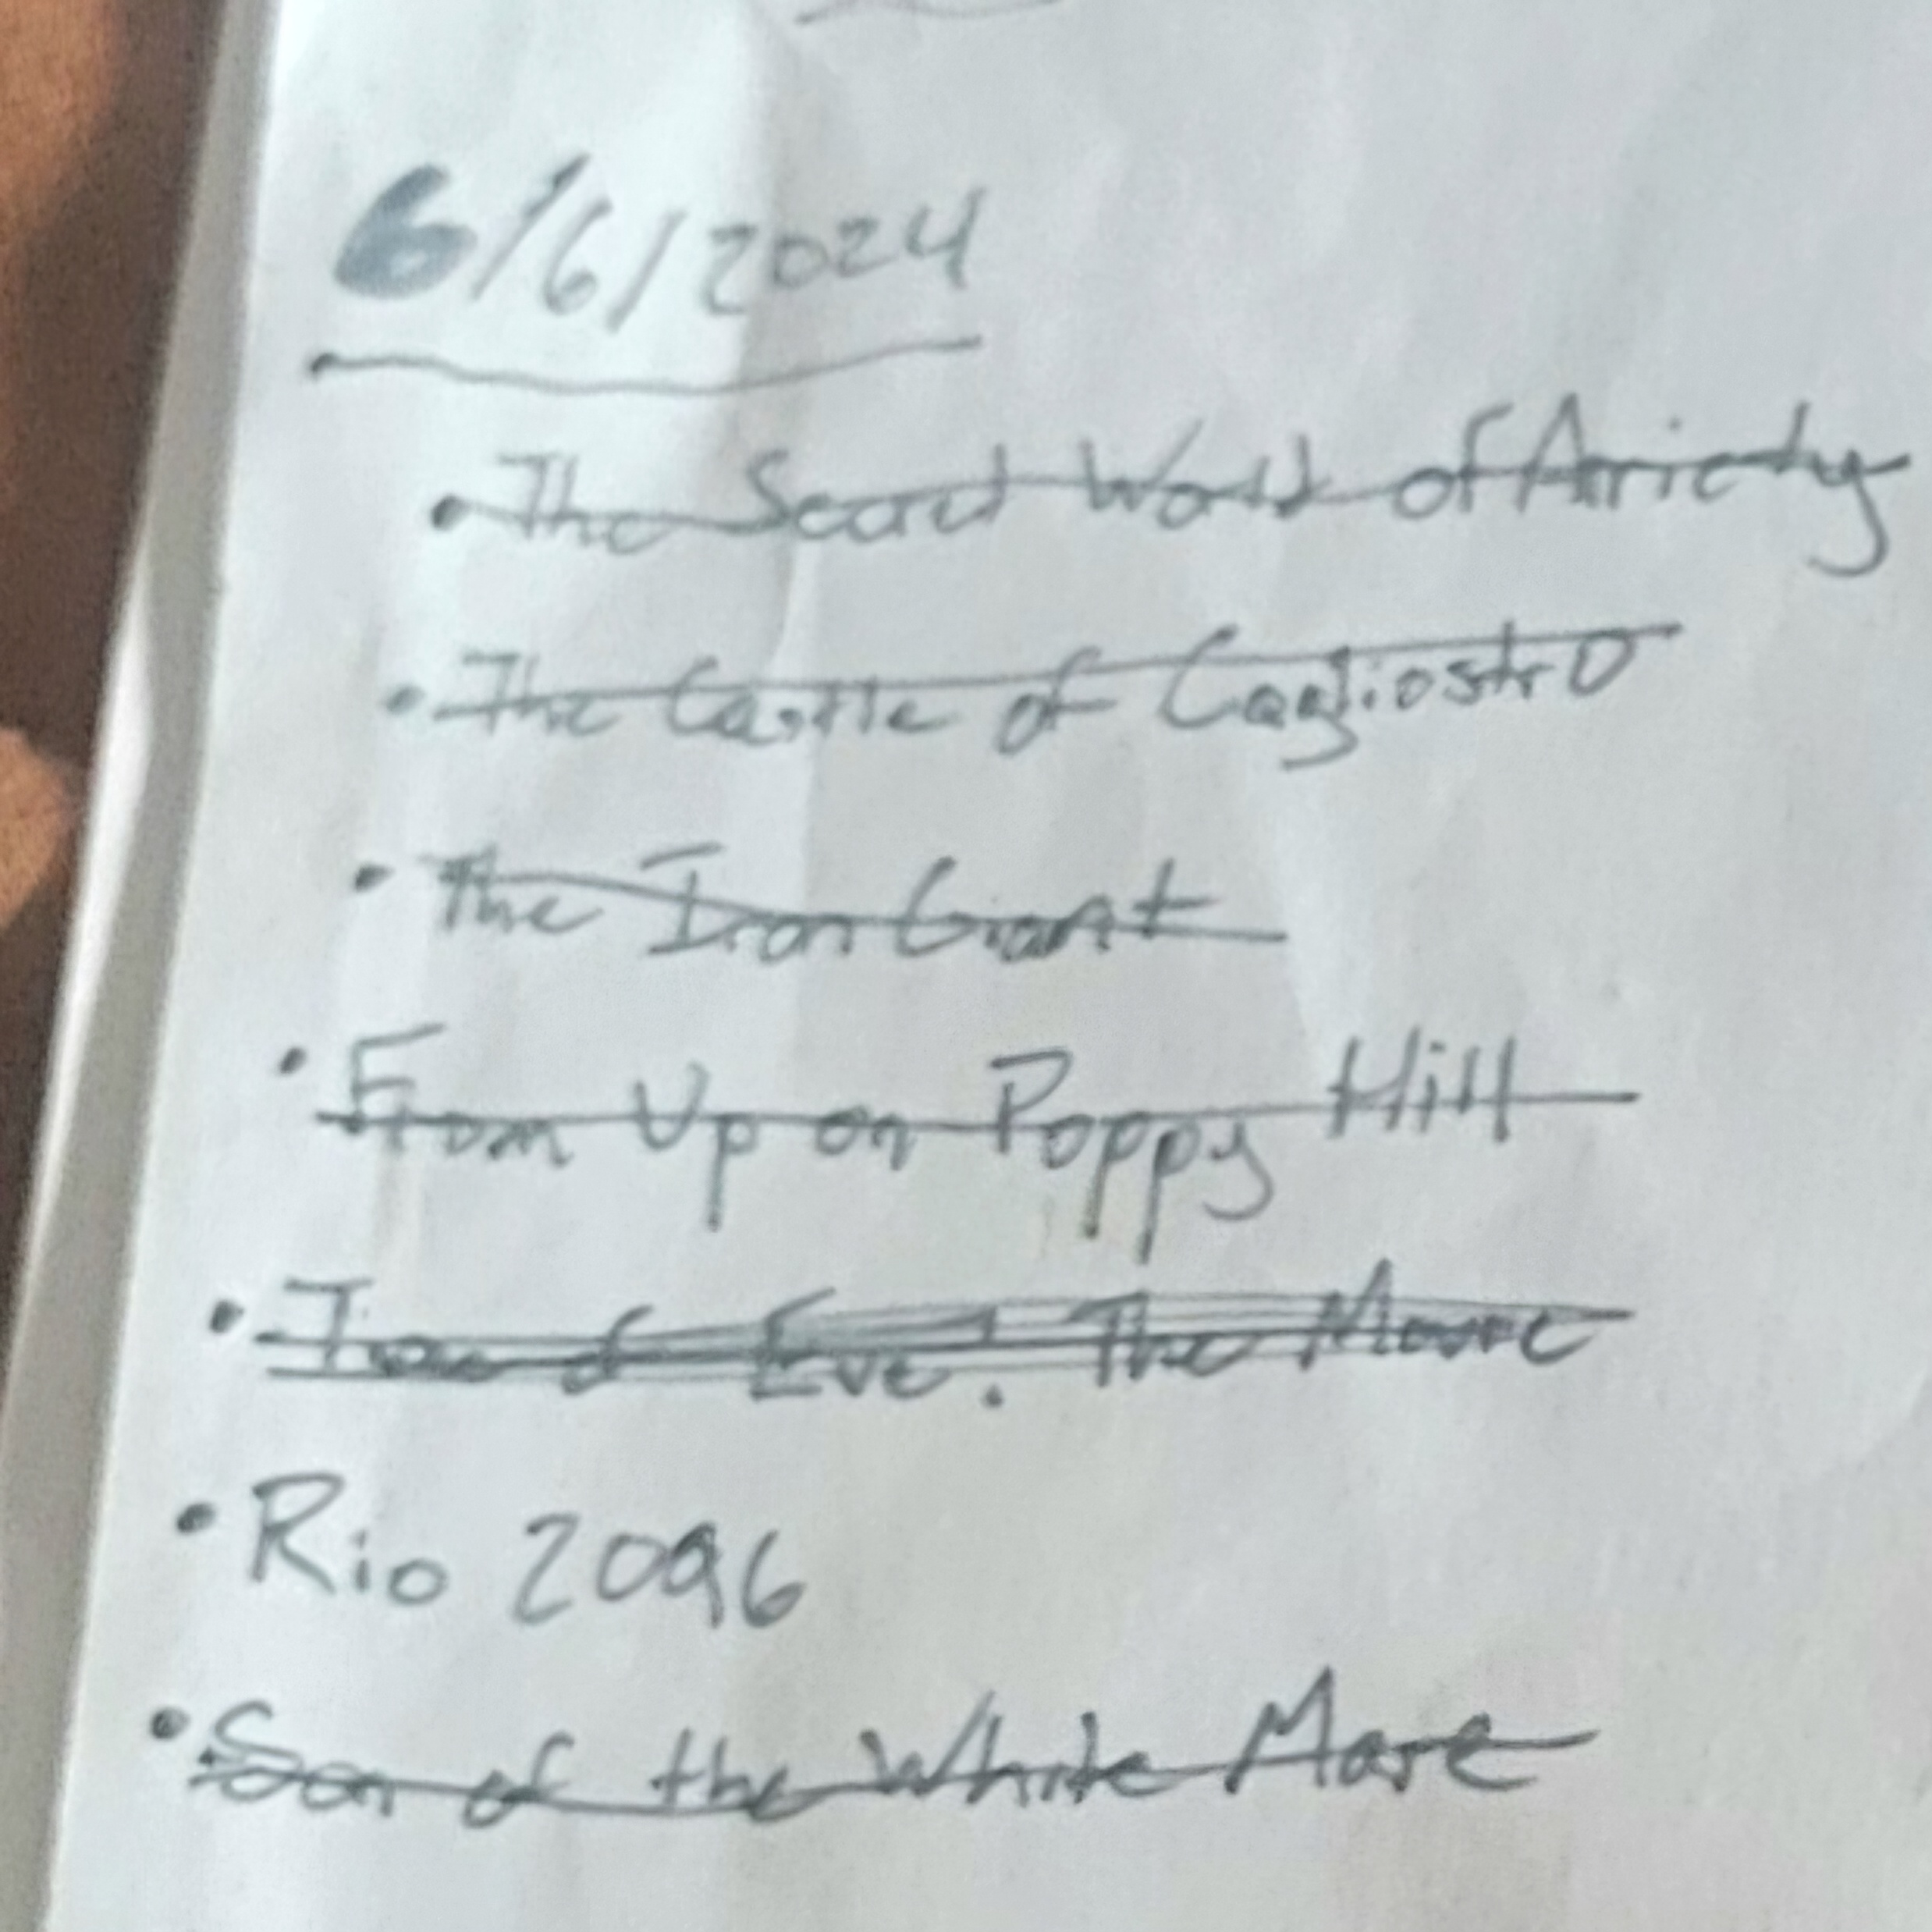 6/6/2024
• The Secret World of Arrietty
• The Castle of Cagliostro
• The Iron Giant
• From Up on Poppy Hill
• Time of Eve: The Movie
• Rio 2096
• Son of the White Mare